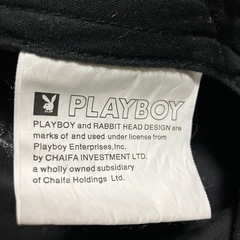 PLAYBOY
PLAYBOY and RABBIT HEAD DESIGN are
marks of and used under license from
Playboy Enterprises,Inc.
by CHAIFA INVESTMENT LTD.
a wholly owned subsidiary
of Chaifa Holdings Ltd.